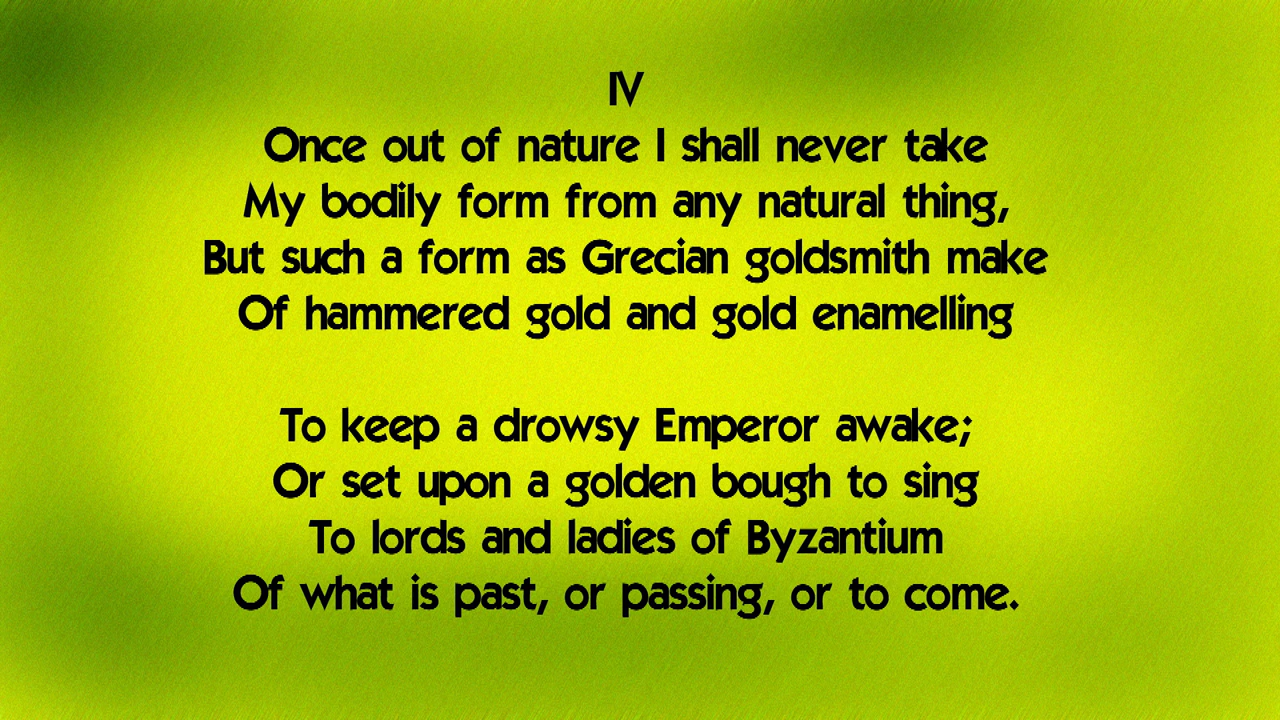 IV
Once out of nature I shall never take
My bodily form from any natural thing,
But such a form as Grecian goldsmith make
Of hammered gold and gold enamelling
To keep a drowsy Emperor awake;
Or set upon a golden bough to sing
To lords and ladies of Byzantium
Of what is past, or passing, or to come.